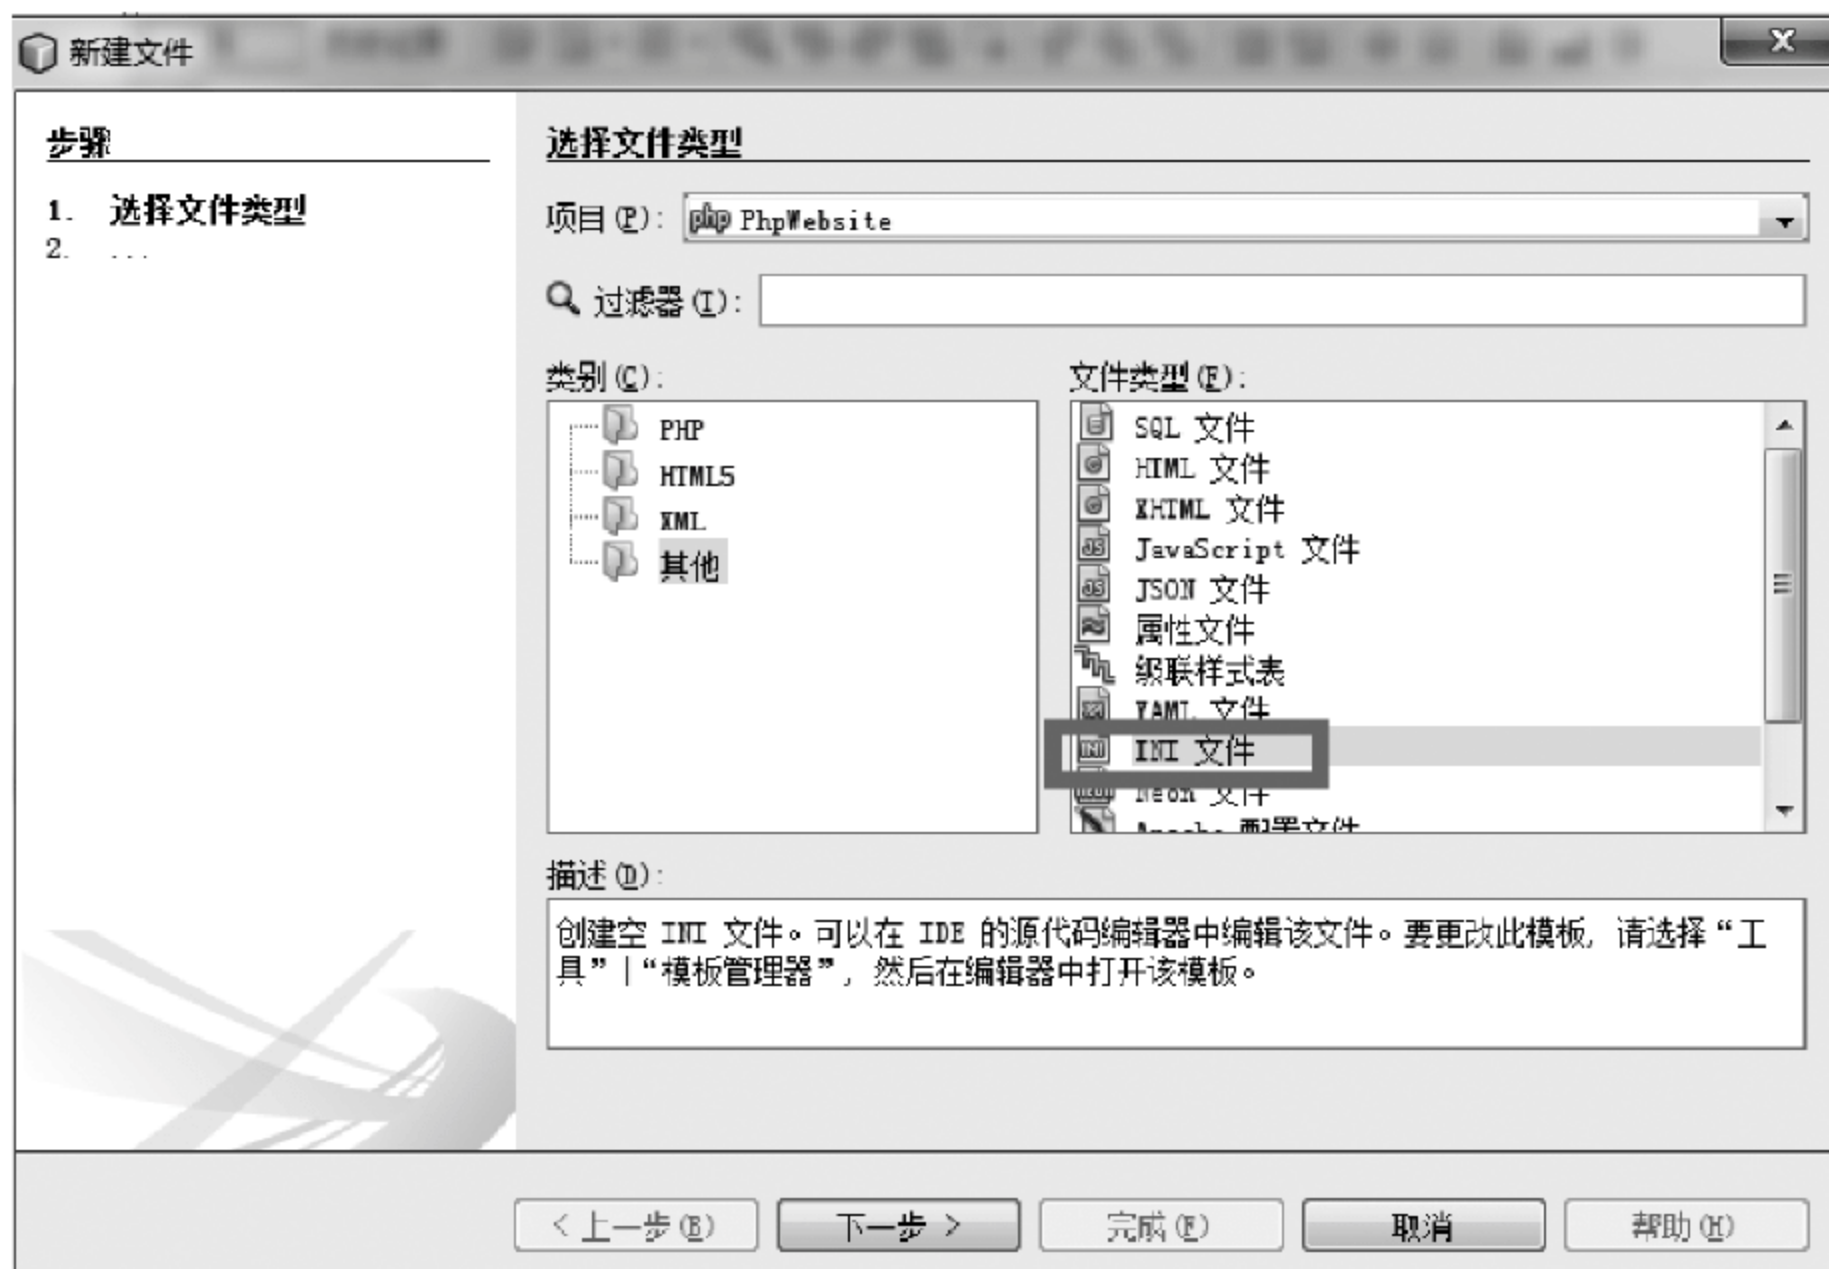 新建文件
步骤
1. 选择文件类型
2. ...
选择文件类型
项目(P): php PhpWebsite
过滤器(I):
类别(C):
PHP
HTML5
XML
其他
文件类型(F):
SQL 文件
HTML 文件
XHTML 文件
JavaScript 文件
JSON 文件
属性文件
级联样式表
YAML 文件
INI 文件
Neon 文件
Apache 配置文件
描述(D):
创建空 INI 文件。可以在 IDE 的源代码编辑器中编辑该文件。要更改此模板, 请选择“工
具”|“模板管理器”, 然后在编辑器中打开该模板。
< 上一步(B)
下一步 >
完成(F)
取消
帮助(H)